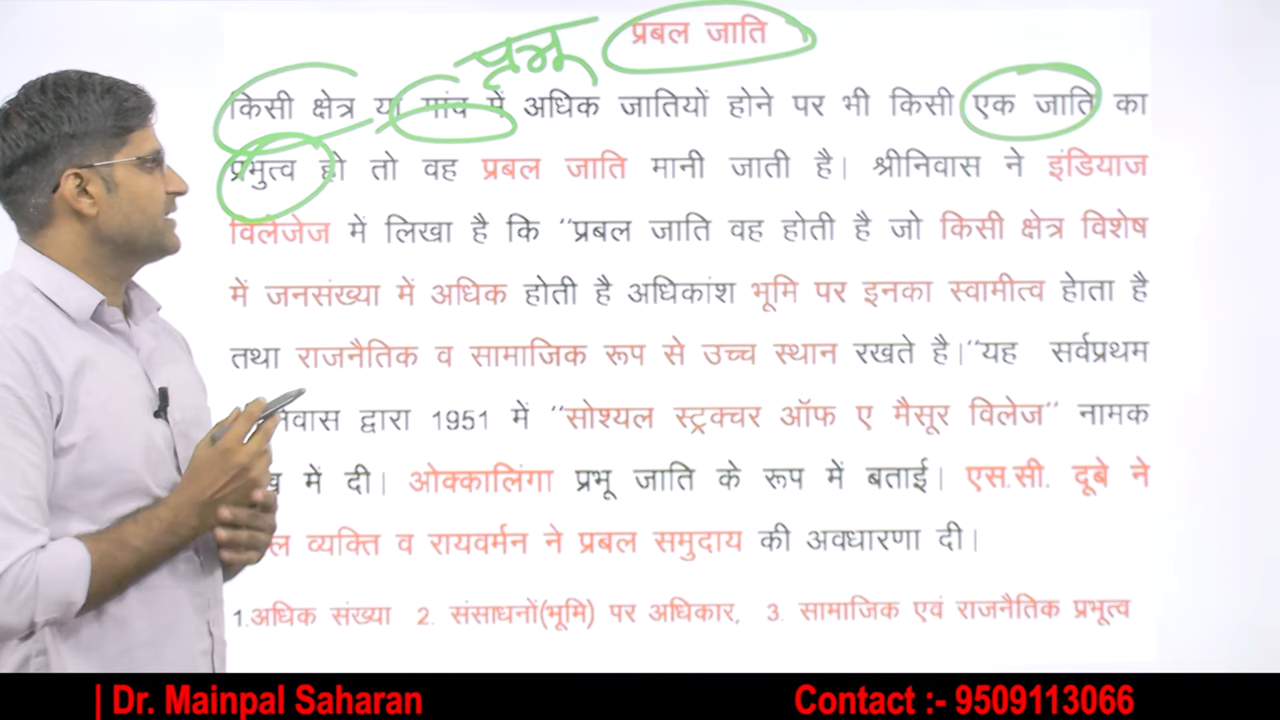 प्रबल जाति
प्रभू
किसी क्षेत्र या गांव में अधिक जातियों होने पर भी किसी एक जाति का
प्रभुत्व हो तो वह प्रबल जाति मानी जाती है। श्रीनिवास ने इंडियाज
विलेजेज में लिखा है कि ‘‘प्रबल जाति वह होती है जो किसी क्षेत्र विशेष
में जनसंख्या में अधिक होती है अधिकांश भूमि पर इनका स्वामीत्व हेाता है
तथा राजनैतिक व सामाजिक रूप से उच्च स्थान रखते है।‘‘यह सर्वप्रथम
द्वारा 1951 में ‘‘सोश्यल स्ट्रक्चर ऑफ ए मैसूर विलेज‘‘ नामक
में दी। ओक्कालिंगा प्रभू जाति के रूप में बताई। एस.सी. दूबे ने
व्यक्ति व रायवर्मन ने प्रबल समुदाय की अवधारणा दी।
1.अधिक संख्या 2. संसाधनों(भूमि) पर अधिकार, 3. सामाजिक एवं राजनैतिक प्रभूत्व
| Dr. Mainpal Saharan Contact :- 9509113066